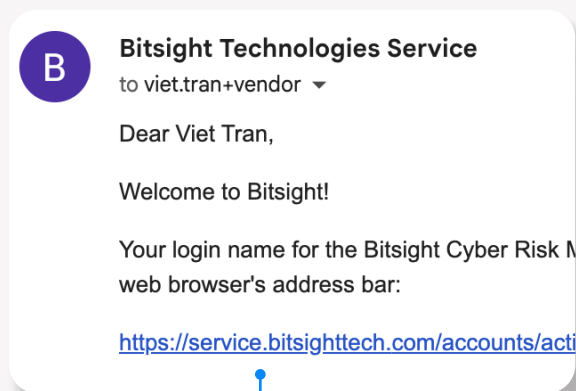 B
Bitsight Technologies Service
to viet.tran+vendor
Dear Viet Tran,
Welcome to Bitsight!
Your login name for the Bitsight Cyber Risk
web browser's address bar:
https://service.bitsighttech.com/accounts/acti